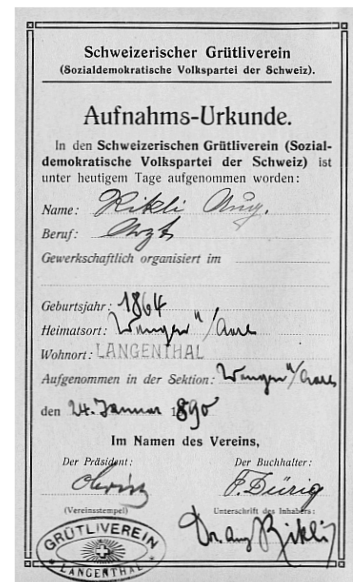 Schweizerischer Grütliverein
(Sozialdemokratische Volkspartei der Schweiz).
Aufnahms-Urkunde.
In den Schweizerischen Grütliverein (Sozial-
demokratische Volkspartei der Schweiz) ist
unter heutigem Tage aufgenommen worden:
Name: Rikli Aug.
Beruf: Arzt
Gewerkschaftlich organisiert im
Geburtsjahr: 1864
Heimatsort: Wangen a/Aare
Wohnort: LANGENTHAL
Aufgenommen in der Sektion: Wangen a/Aare
den 24. Januar 1890
Im Namen des Vereins,
Der Präsident: Der Buchhalter:
F. Dürig
(Vereinsstempel) Unterschrift des Inhabers:
Dr. Aug Rikli
GRÜTLIVEREIN
LANGENTHAL